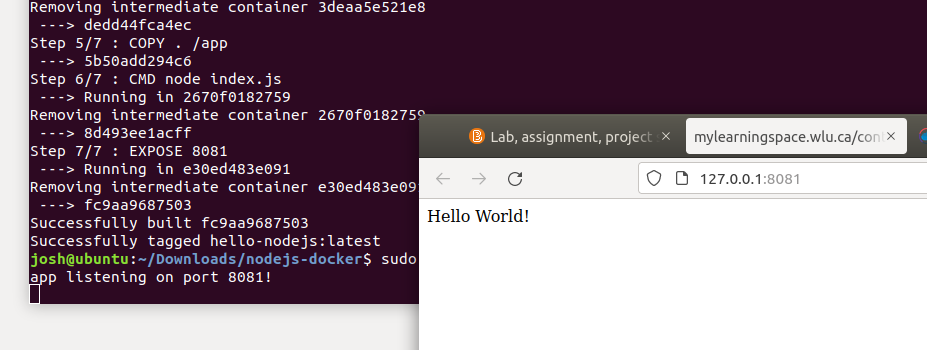 Removing intermediate container 3deaa5e521e8
---> dedd44fca4ec
Step 5/7 : COPY . /app
---> 5b50add294c6
Step 6/7 : CMD node index.js
---> Running in 2670f0182759
Removing intermediate container 2670f0182759
---> 8d493ee1acff
Step 7/7 : EXPOSE 8081
---> Running in e30ed483e091
Removing intermediate container e30ed483e09
---> fc9aa9687503
Successfully built fc9aa9687503
Successfully tagged hello-nodejs:latest
josh@ubuntu:~/Downloads/nodejs-docker$ sudo
app listening on port 8081!
Lab, assignment, project
mylearningspace.wlu.ca/con
127.0.0.1:8081
Hello World!